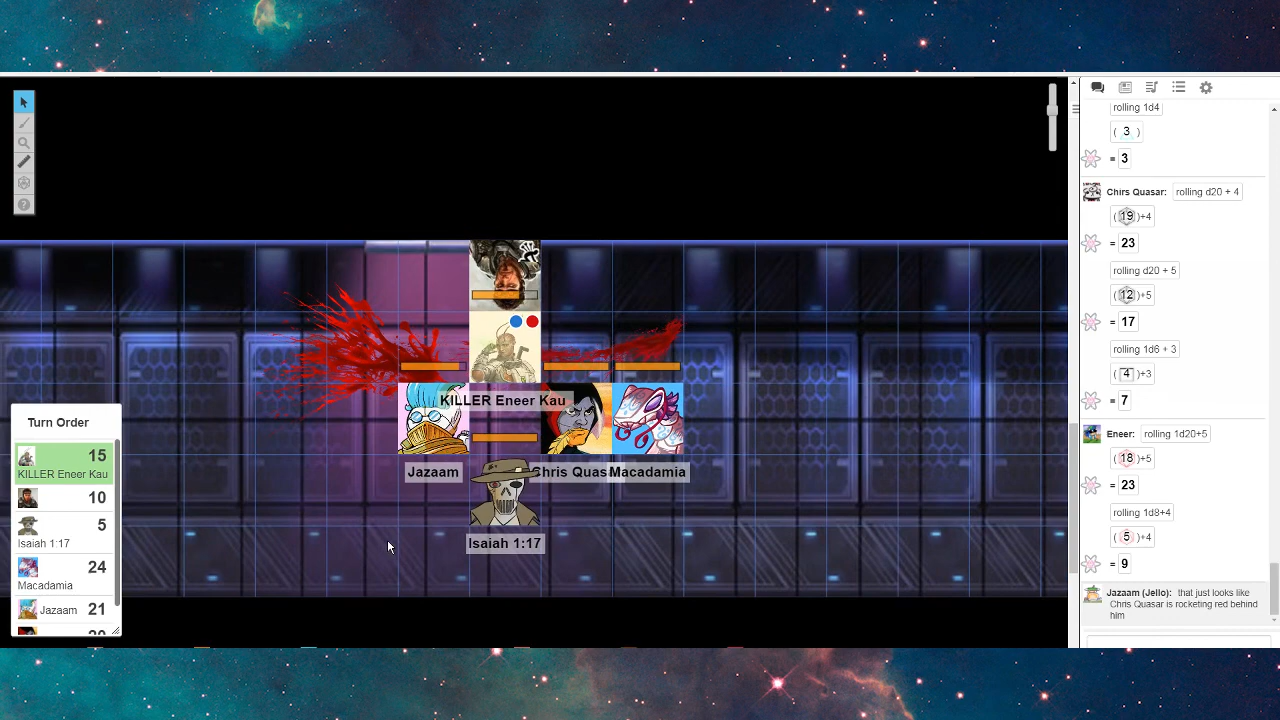 rolling 1d4
( 3 )
= 3
Chirs Quasar: rolling d20 + 4
( 19 )+4
= 23
rolling d20 + 5
( 12 )+5
= 17
rolling 1d6 + 3
( 4 )+3
= 7
Eneer: rolling 1d20+5
( 18 )+5
= 23
rolling 1d8+4
( 5 )+4
= 9
Jazaam (Jello): that just looks like
Chris Quasar is rocketing red behind
him
KILLER Eneer Kau
Jazaam
Chris Quas
Macadamia
Isaiah 1:17
Turn Order
15
KILLER Eneer Kau
10
5
Isaiah 1:17
24
Macadamia
Jazaam 21
?